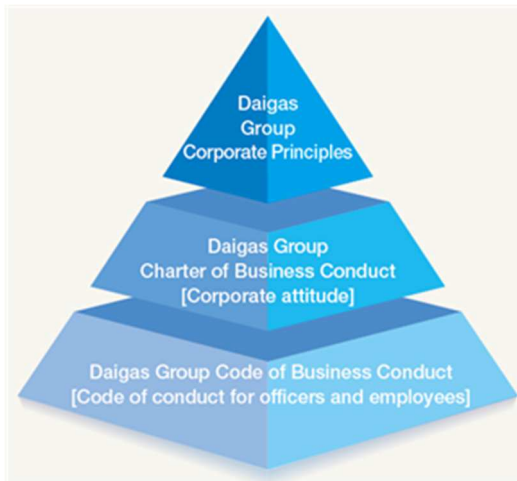 Daigas
Group
Corporate Principles
Daigas Group
Charter of Business Conduct
[Corporate attitude]
Daigas Group Code of Business Conduct
[Code of conduct for officers and employees]